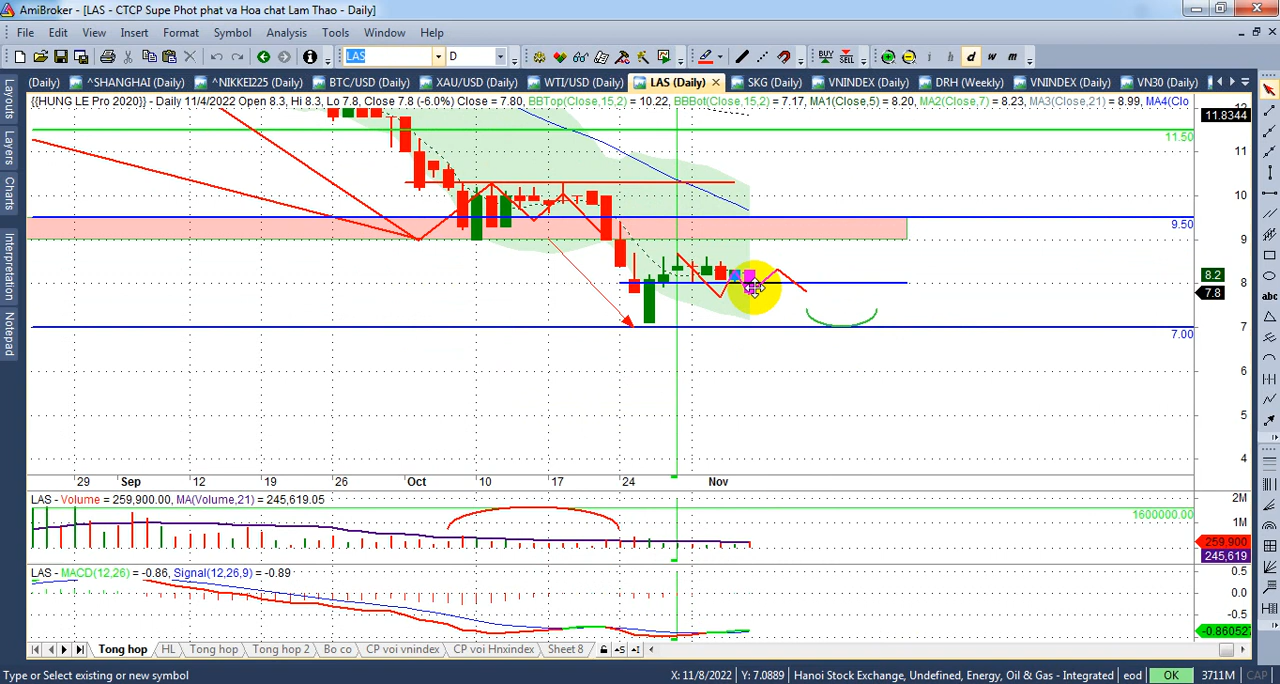 AmiBroker - [LAS - CTCP Supe Phot phat va Hoa chat Lam Thao - Daily]
File Edit View Insert Format Symbol Analysis Tools Window Help
LAS D BUY SELL i h d w m
(Daily) ^SHANGHAI (Daily) ^NIKKEI225 (Daily) BTC/USD (Daily) XAU/USD (Daily) WTI/USD (Daily) LAS (Daily) SKG (Daily) VNINDEX (Daily) DRH (Weekly) VNINDEX (Daily) VN30 (Daily)
Layouts
Layers
Charts
Interpretation
Notepad
{{HUNG LE Pro 2020}} - Daily 11/4/2022 Open 8.3, Hi 8.3, Lo 7.8, Close 7.8 (-6.0%) Close = 7.80, BBTop(Close,15,2) = 10.22, BBBot(Close,15,2) = 7.17, MA1(Close,5) = 8.20, MA2(Close,7) = 8.23, MA3(Close,21) = 8.99, MA4(Clo
12
11.8344
11.50
11
10
9.50
9
8.2
8
7.8
7
7.00
6
5
4
abc
29 Sep 12 19 26 Oct 10 17 24 Nov
LAS - Volume = 259,900.00, MA(Volume,21) = 245,619.05
2M
1600000.00
1M
259,900
245,619
LAS - MACD(12,26) = -0.86, Signal(12,26,9) = -0.89
0.5
0.0
-0.5
-0.860527
Tong hop HL Tong hop Tong hop 2 Bo co CP voi vnindex CP voi Hnxindex Sheet 8
Type or Select existing or new symbol X: 11/8/2022 Y: 7.0889 Hanoi Stock Exchange, Undefined, Energy, Oil & Gas - Integrated eod OK 3711M CAP